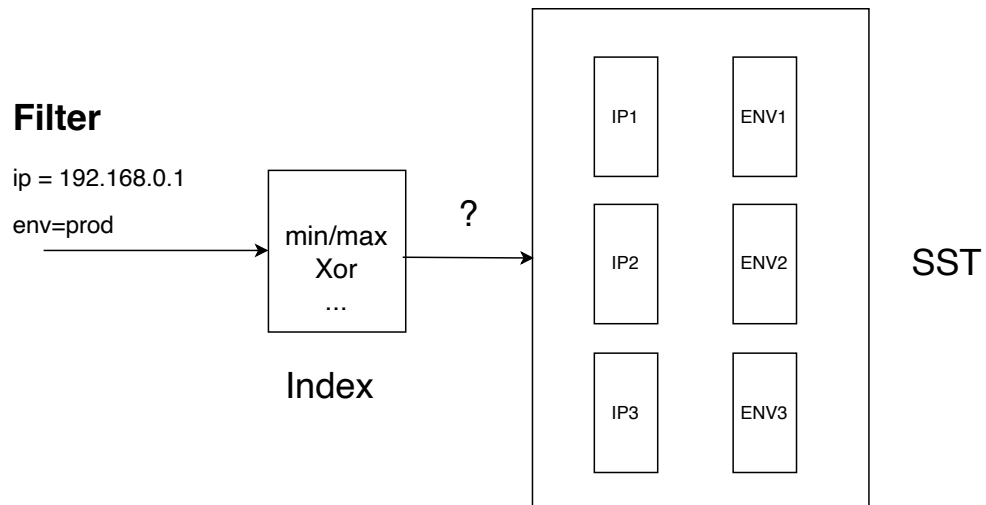 Filter
ip = 192.168.0.1
env=prod
min/max
Xor
...
Index
?
IP1
ENV1
IP2
ENV2
IP3
ENV3
SST